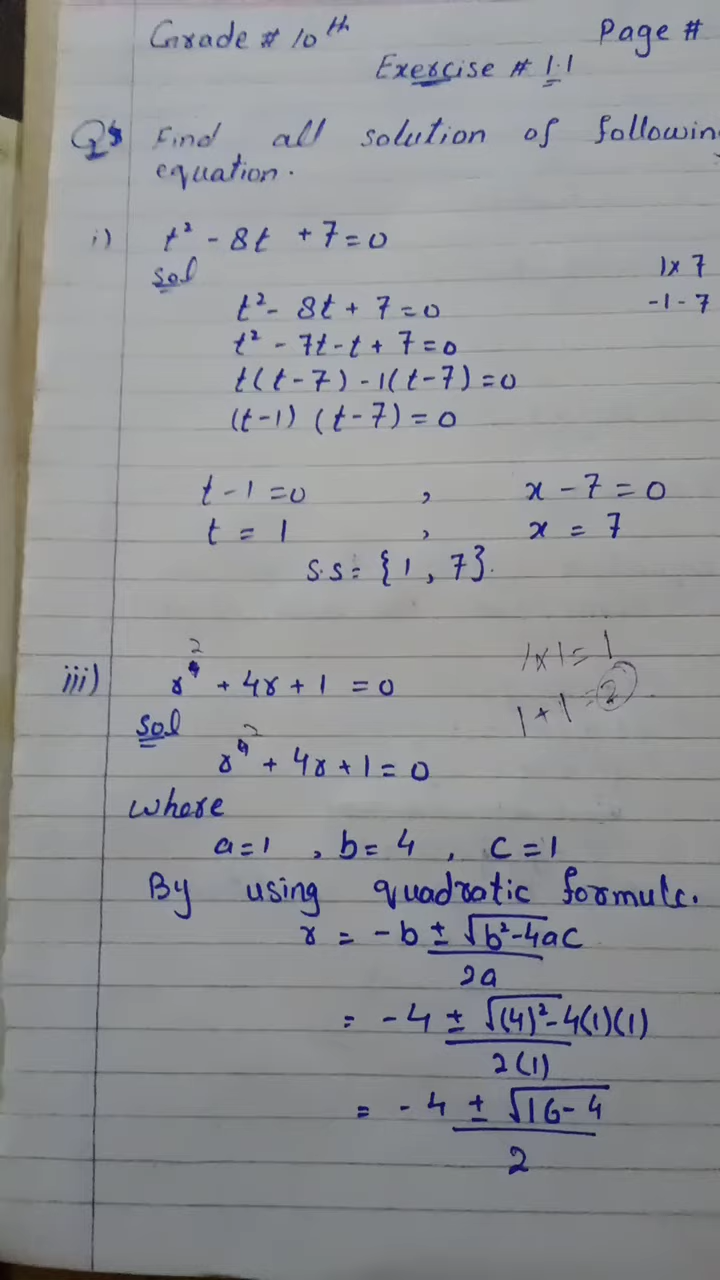 Grade # 10th Page #
Exercise # 1.1
Q Find all solution of following
equation.
i) t² - 8t + 7 = 0
Sol 1 x 7
t² - 8t + 7 = 0 -1 - 7
t² - 7t - t + 7 = 0
t(t - 7) - 1(t - 7) = 0
(t - 1) (t - 7) = 0
t - 1 = 0 , x - 7 = 0
t = 1 , x = 7
S.S = {1, 7}.
1x1 = 1
iii) r² + 4r + 1 = 0
1 + 1 = 2
Sol
r² + 4r + 1 = 0
where
a = 1 , b = 4 , c = 1
By using quadratic formula.
r = -b ± √b² - 4ac
2a
= -4 ± √(4)² - 4(1)(1)
2(1)
= -4 ± √16 - 4
2